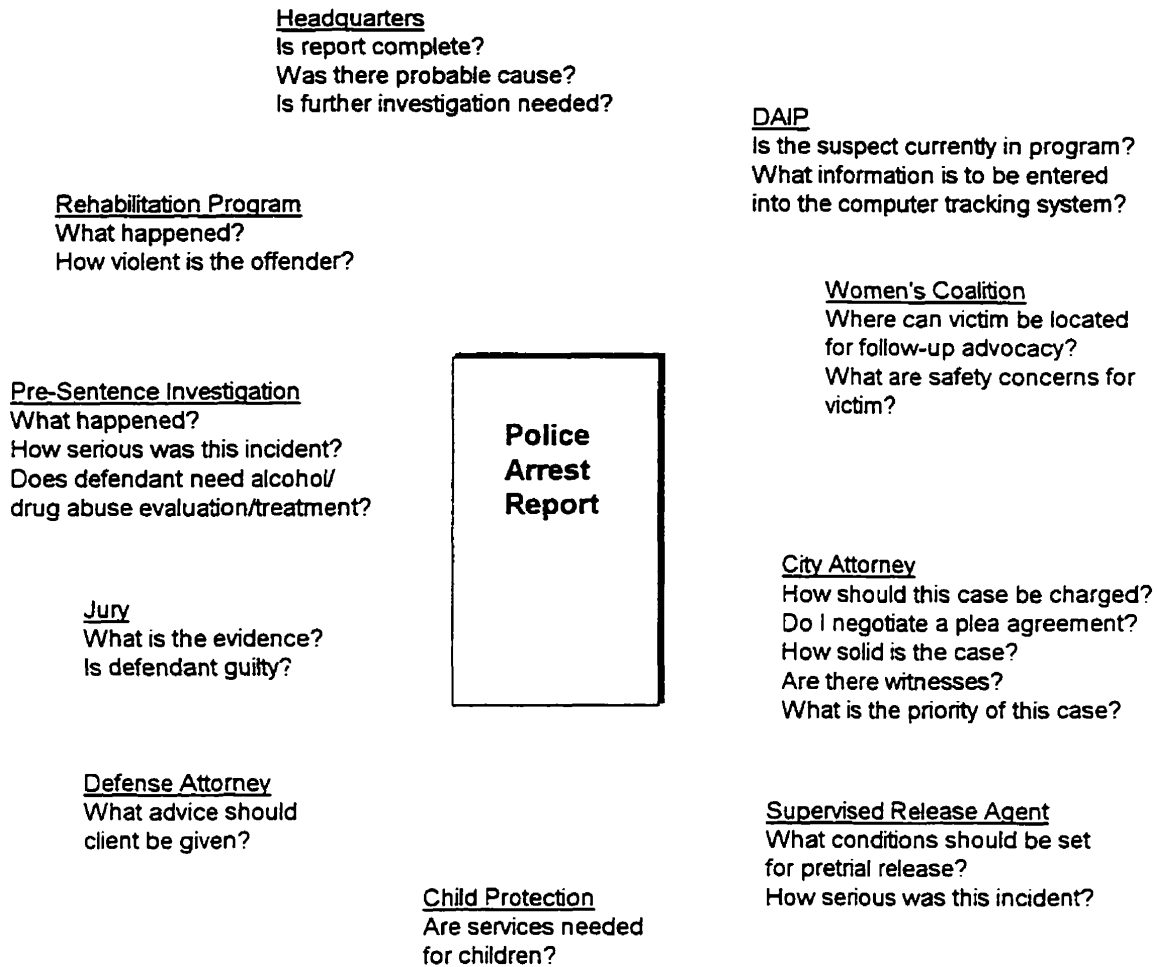 Headquarters
Is report complete?
Was there probable cause?
Is further investigation needed?
DAIP
Is the suspect currently in program?
What information is to be entered
into the computer tracking system?
Rehabilitation Program
What happened?
How violent is the offender?
Women's Coalition
Where can victim be located
for follow-up advocacy?
What are safety concerns for
victim?
Pre-Sentence Investigation
What happened?
How serious was this incident?
Does defendant need alcohol/
drug abuse evaluation/treatment?
Police
Arrest
Report
City Attorney
How should this case be charged?
Do I negotiate a plea agreement?
How solid is the case?
Are there witnesses?
What is the priority of this case?
Jury
What is the evidence?
Is defendant guilty?
Defense Attorney
What advice should
client be given?
Supervised Release Agent
What conditions should be set
for pretrial release?
How serious was this incident?
Child Protection
Are services needed
for children?